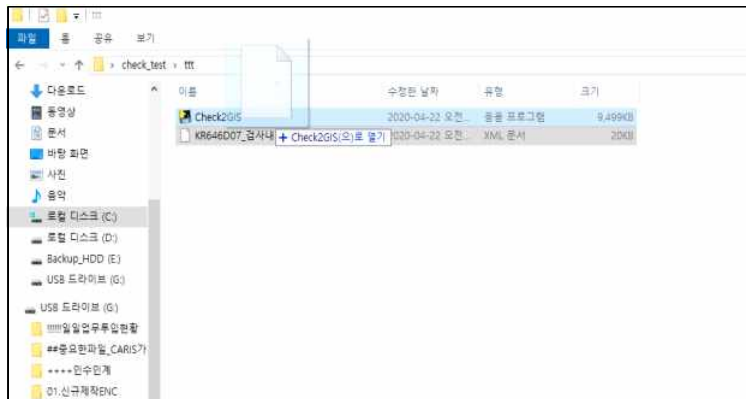 파일 홈 공유 보기
check_test > ttt
이름 수정한 날짜 유형 크기
Check2GIS 2020-04-22 오전... 응용 프로그램 9,499KB
KR646D07_검사내 2020-04-22 오전... XML 문서 20KB
+ Check2GIS(으)로 열기
다운로드
동영상
문서
바탕 화면
사진
음악
로컬 디스크 (C:)
로컬 디스크 (D:)
Backup_HDD (E:)
USB 드라이브 (G:)
USB 드라이브 (G:)
!!!!!!일일업무투입현황
##중요한파일_CARIS가
++++인수인계
01.신규제작ENC